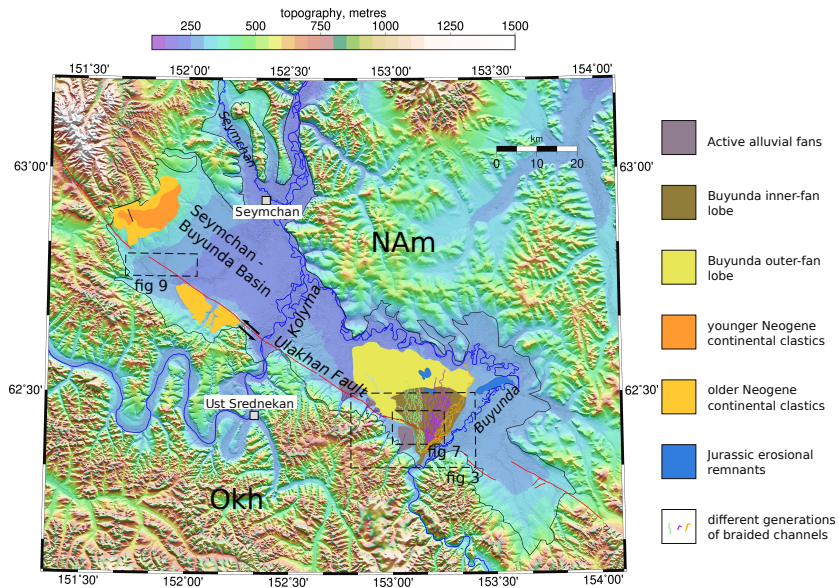 topography, metres
250 500 750 1000 1250 1500
151˚30' 152˚00' 152˚30' 153˚00' 153˚30' 154˚00'
km
0 10 20
63˚00' 63˚00'
Seymchan
Seymchan
Seymchan -
Buyunda Basin
NAm
fig 9
Kolyma
Ulakhan Fault
62˚30' 62˚30'
Ust Srednekan
Buyunda
fig 7
fig 3
Okh
151˚30' 152˚00' 152˚30' 153˚00' 153˚30' 154˚00'
Active alluvial fans
Buyunda inner-fan
lobe
Buyunda outer-fan
lobe
younger Neogene
continental clastics
older Neogene
continental clastics
Jurassic erosional
remnants
different generations
of braided channels